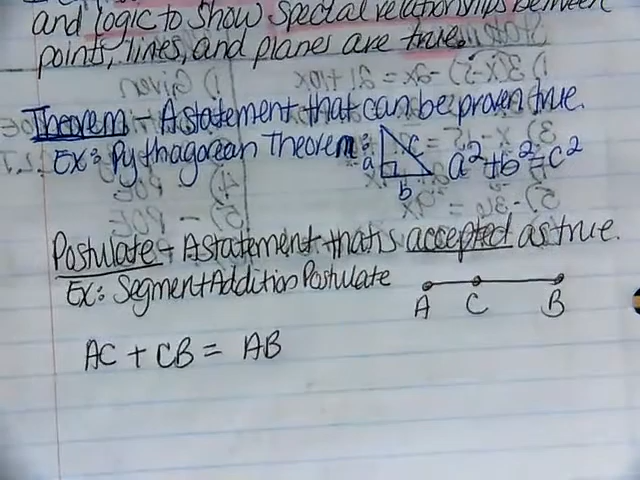 and logic to show special relationships between
points, lines, and planes are true.
Theorem - A statement that can be proven true.
Ex: Pythagorean Theorem: a b c a² + b² = c²
Postulate - A statement that is accepted as true.
Ex: Segment Addition Postulate
A C B
AC + CB = AB